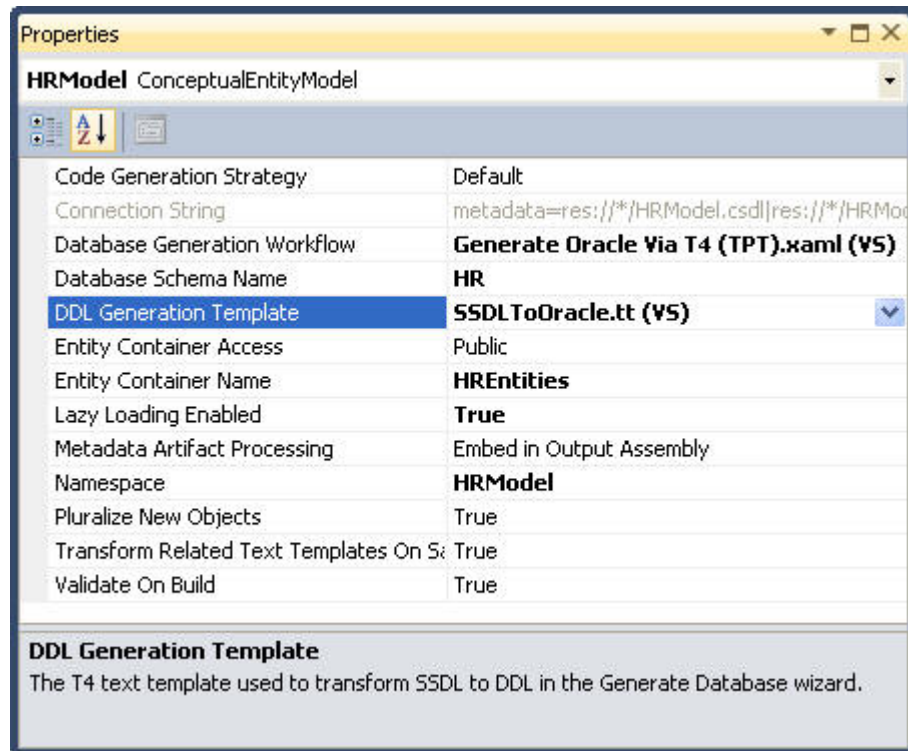 Properties
HRModel ConceptualEntityModel
Code Generation Strategy Default
Connection String metadata=res://*/HRModel.csdl|res://*/HRMod
Database Generation Workflow Generate Oracle Via T4 (TPT).xaml (VS)
Database Schema Name HR
DDL Generation Template SSDLToOracle.tt (VS)
Entity Container Access Public
Entity Container Name HREntities
Lazy Loading Enabled True
Metadata Artifact Processing Embed in Output Assembly
Namespace HRModel
Pluralize New Objects True
Transform Related Text Templates On Sa True
Validate On Build True
DDL Generation Template
The T4 text template used to transform SSDL to DDL in the Generate Database wizard.